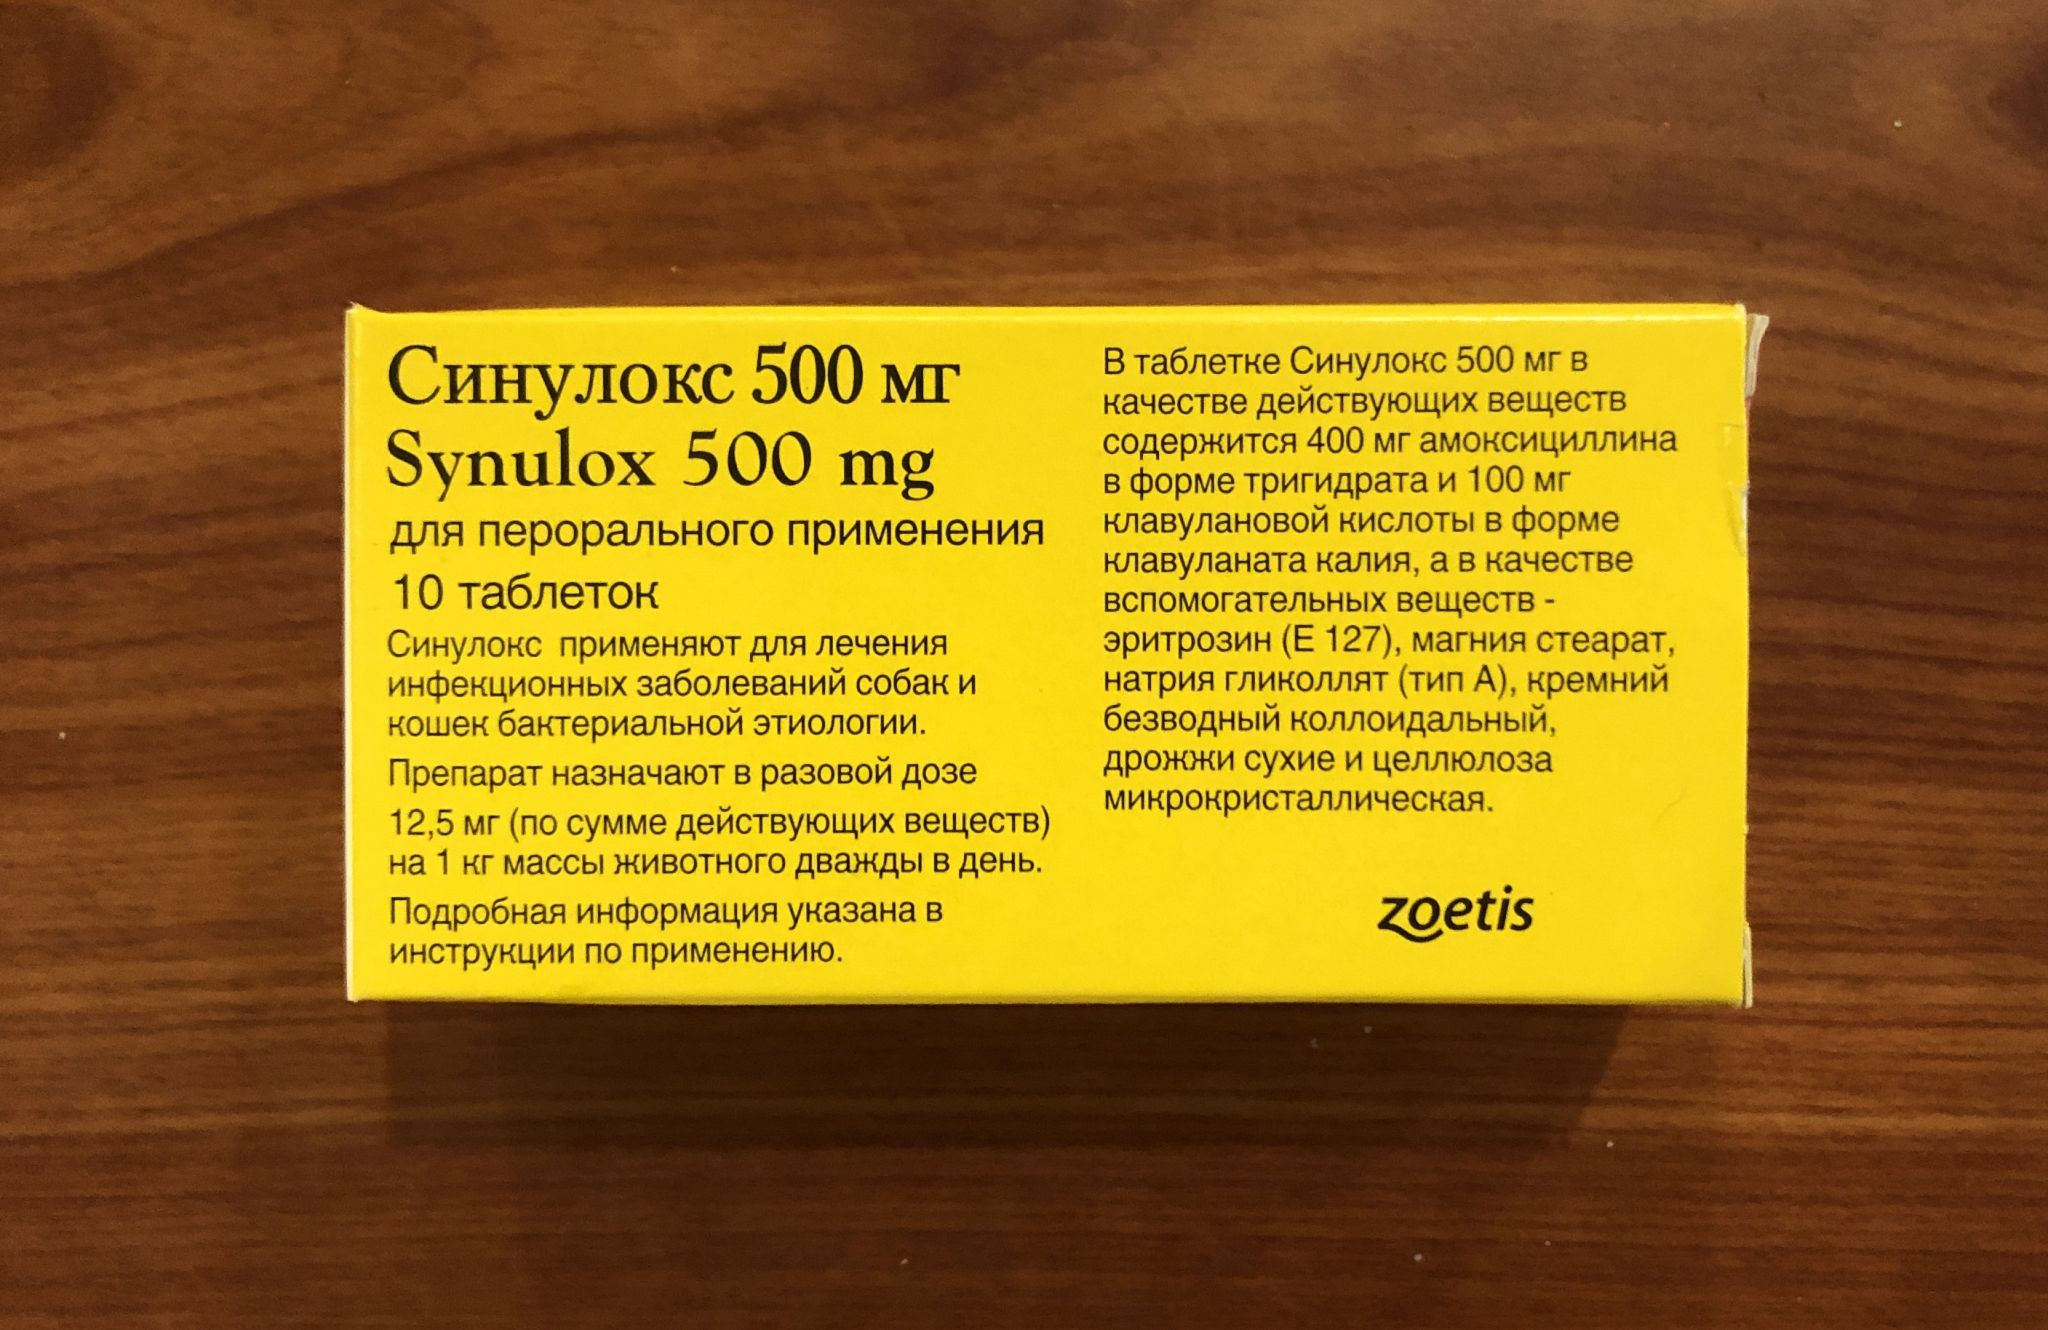 Синулокс 500 мг
Synulox 500 mg
для перорального применения
10 таблеток
Синулокс применяют для лечения
инфекционных заболеваний собак и
кошек бактериальной этиологии.
Препарат назначают в разовой дозе
12,5 мг (по сумме действующих веществ)
на 1 кг массы животного дважды в день.
Подробная информация указана в
инструкции по применению.
В таблетке Синулокс 500 мг в
качестве действующих веществ
содержится 400 мг амоксициллина
в форме тригидрата и 100 мг
клавулановой кислоты в форме
клавуланата калия, а в качестве
вспомогательных веществ -
эритрозин (Е 127), магния стеарат,
натрия гликоллят (тип А), кремний
безводный коллоидальный,
дрожжи сухие и целлюлоза
микрокристаллическая.
zoetis